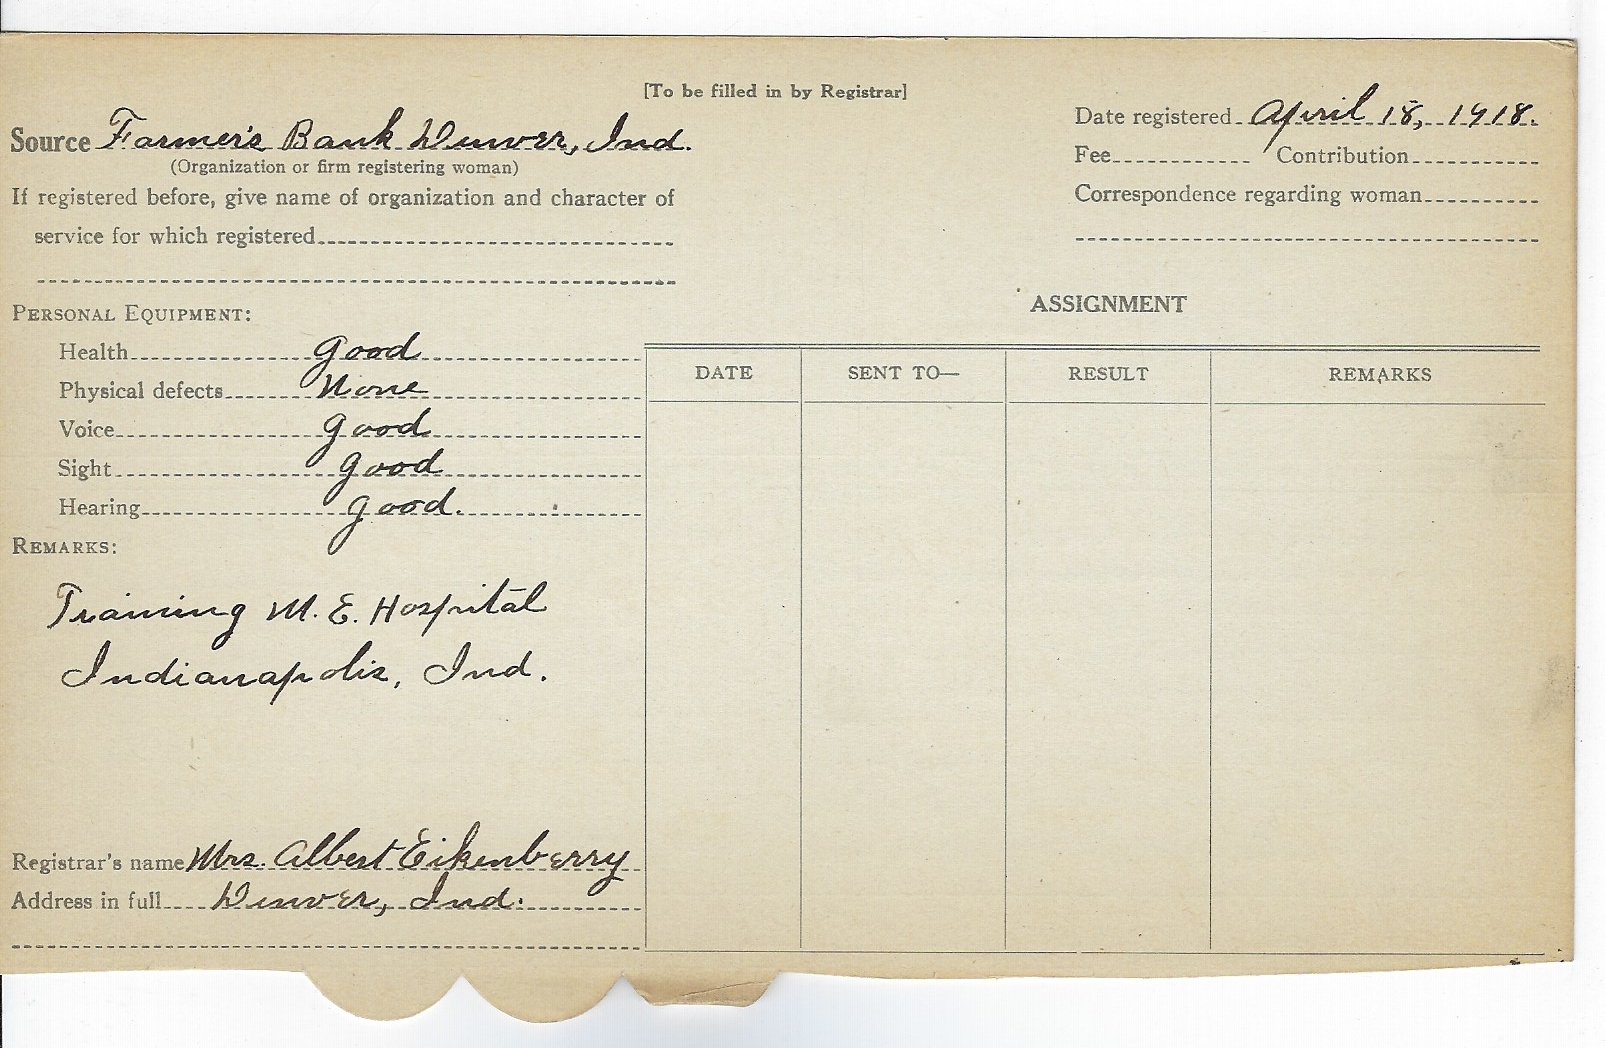 [To be filled in by Registrar]
Source Farmer's Bank Denver, Ind.
(Organization or firm registering woman)
If registered before, give name of organization and character of
service for which registered
Date registered April 18, 1918.
Fee Contribution
Correspondence regarding woman
PERSONAL EQUIPMENT:
Health good
Physical defects None
Voice good
Sight good
Hearing good.
REMARKS:
Training M. E. Hospital
Indianapolis, Ind.
Registrar's name Mrs. Albert Eikenberry
Address in full Denver, Ind.
ASSIGNMENT
DATE SENT TO— RESULT REMARKS